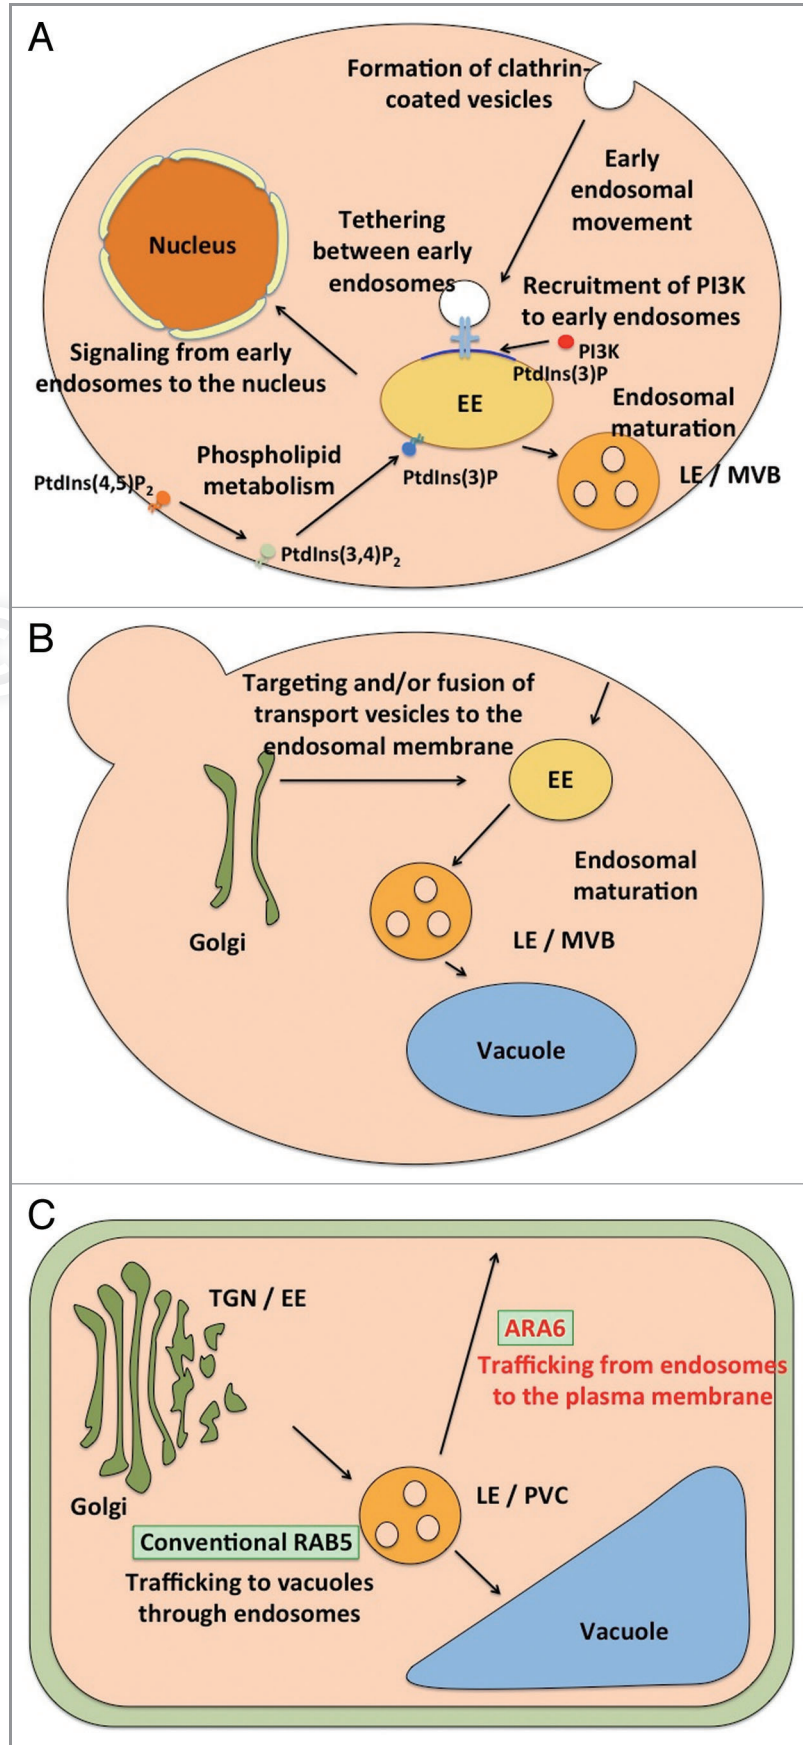 A
Formation of clathrin-
coated vesicles
Early
endosomal
movement
Nucleus
Tethering
between early
endosomes
Recruitment of PI3K
to early endosomes
PI3K
PtdIns(3)P
Signaling from early
endosomes to the nucleus
EE
Endosomal
maturation
LE / MVB
Phospholipid
metabolism
PtdIns(3)P
PtdIns(4,5)P2
PtdIns(3,4)P2
B
Targeting and/or fusion of
transport vesicles to the
endosomal membrane
EE
Endosomal
maturation
Golgi
LE / MVB
Vacuole
C
TGN / EE
ARA6
Trafficking from endosomes
to the plasma membrane
Golgi
LE / PVC
Conventional RAB5
Trafficking to vacuoles
through endosomes
Vacuole